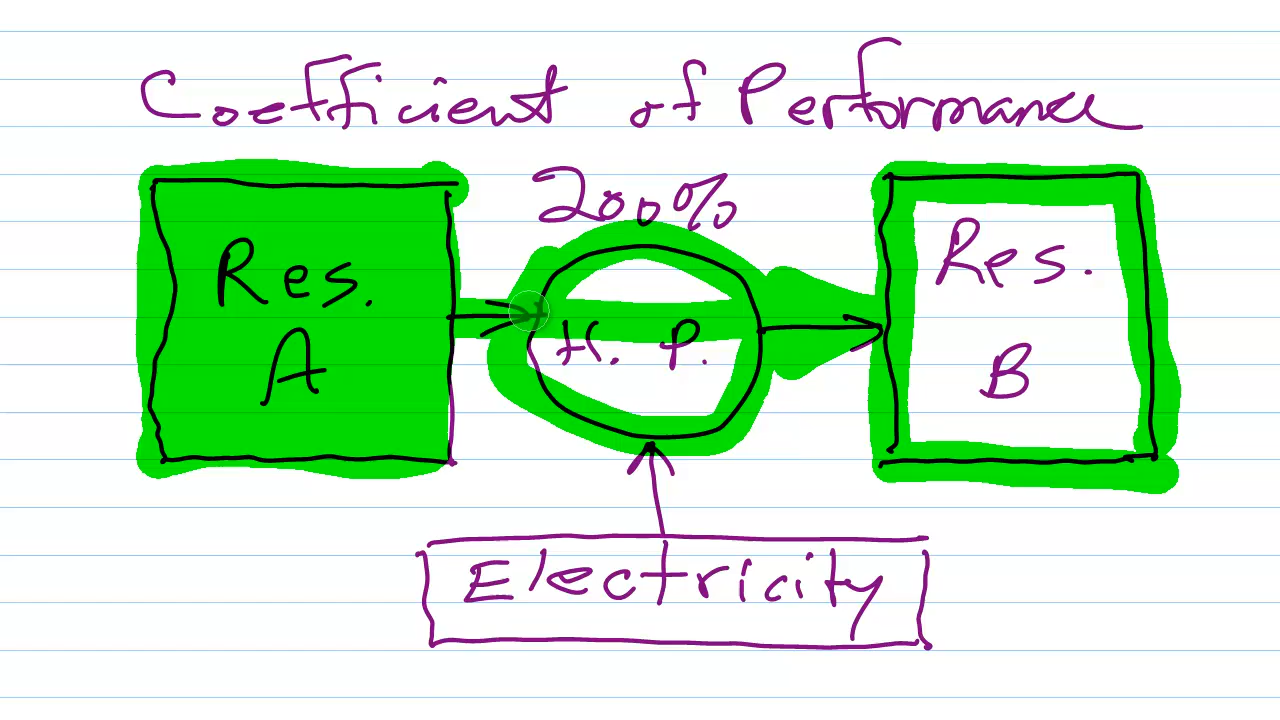 Coefficient of Performance
200%
Res.
A
H. P.
Res.
B
Electricity